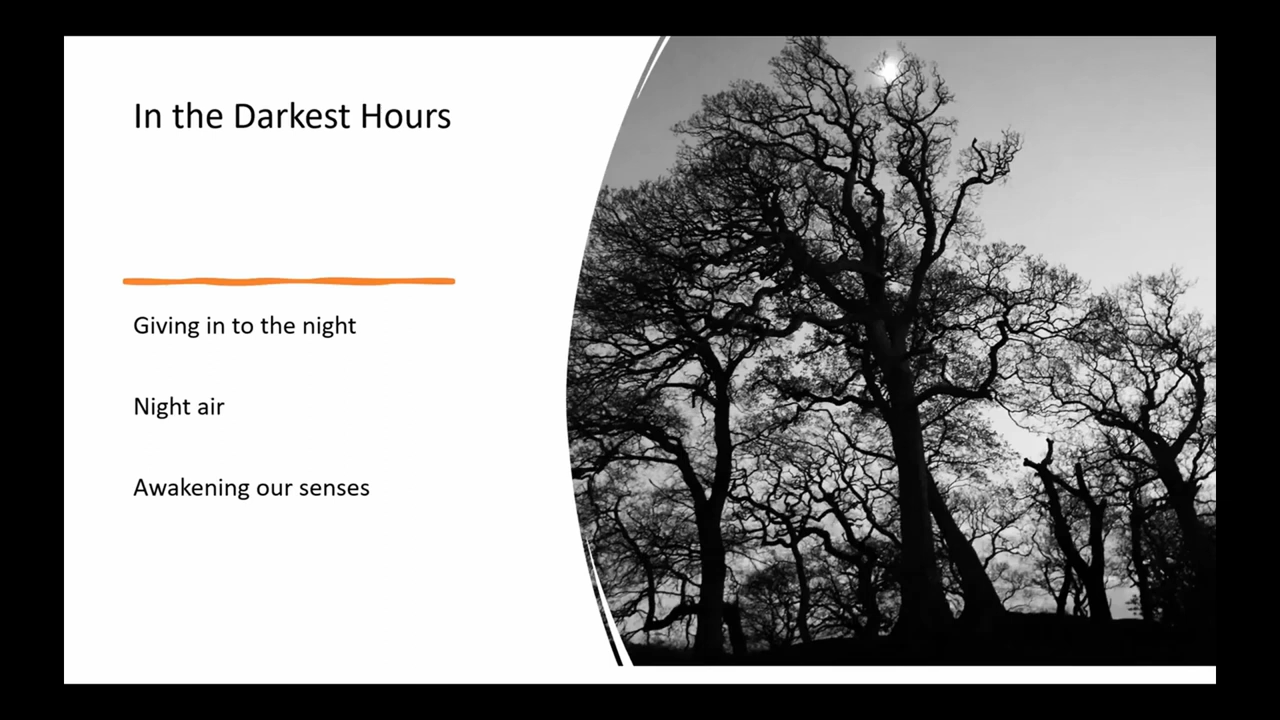 In the Darkest Hours
Giving in to the night
Night air
Awakening our senses